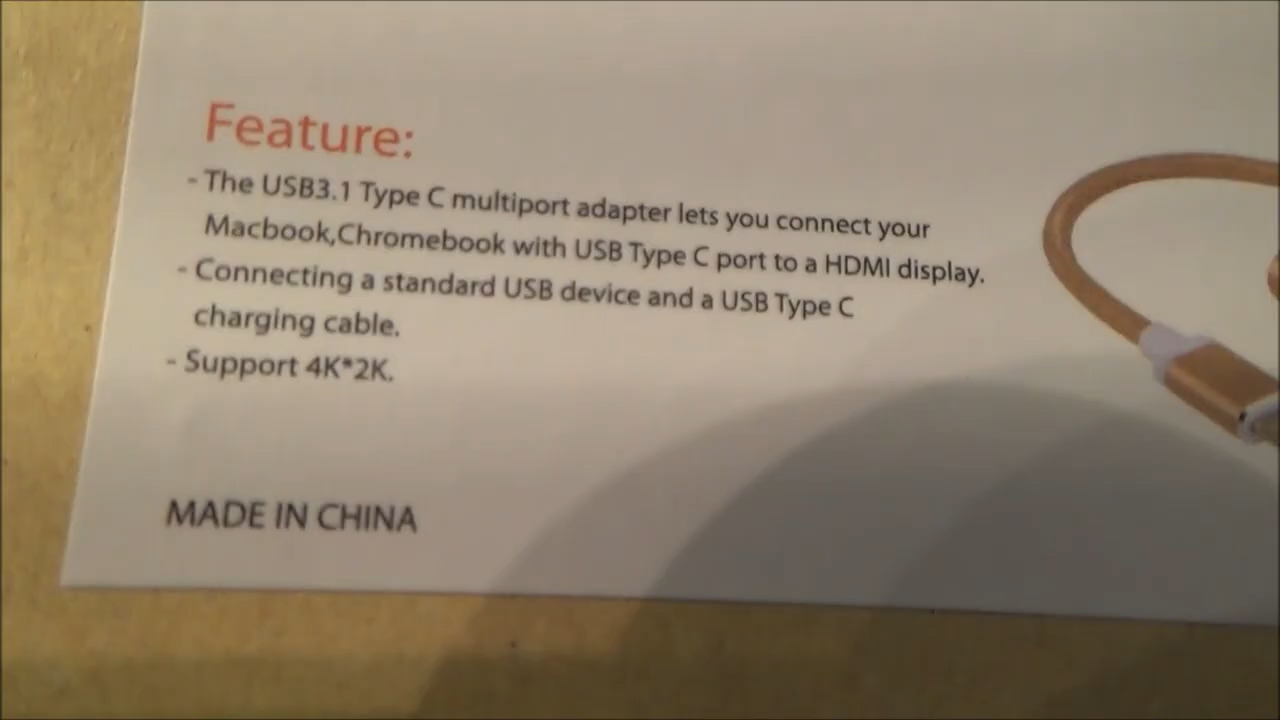 Feature:
- The USB3.1 Type C multiport adapter lets you connect your
Macbook,Chromebook with USB Type C port to a HDMI display.
- Connecting a standard USB device and a USB Type C
charging cable.
- Support 4K*2K.
MADE IN CHINA